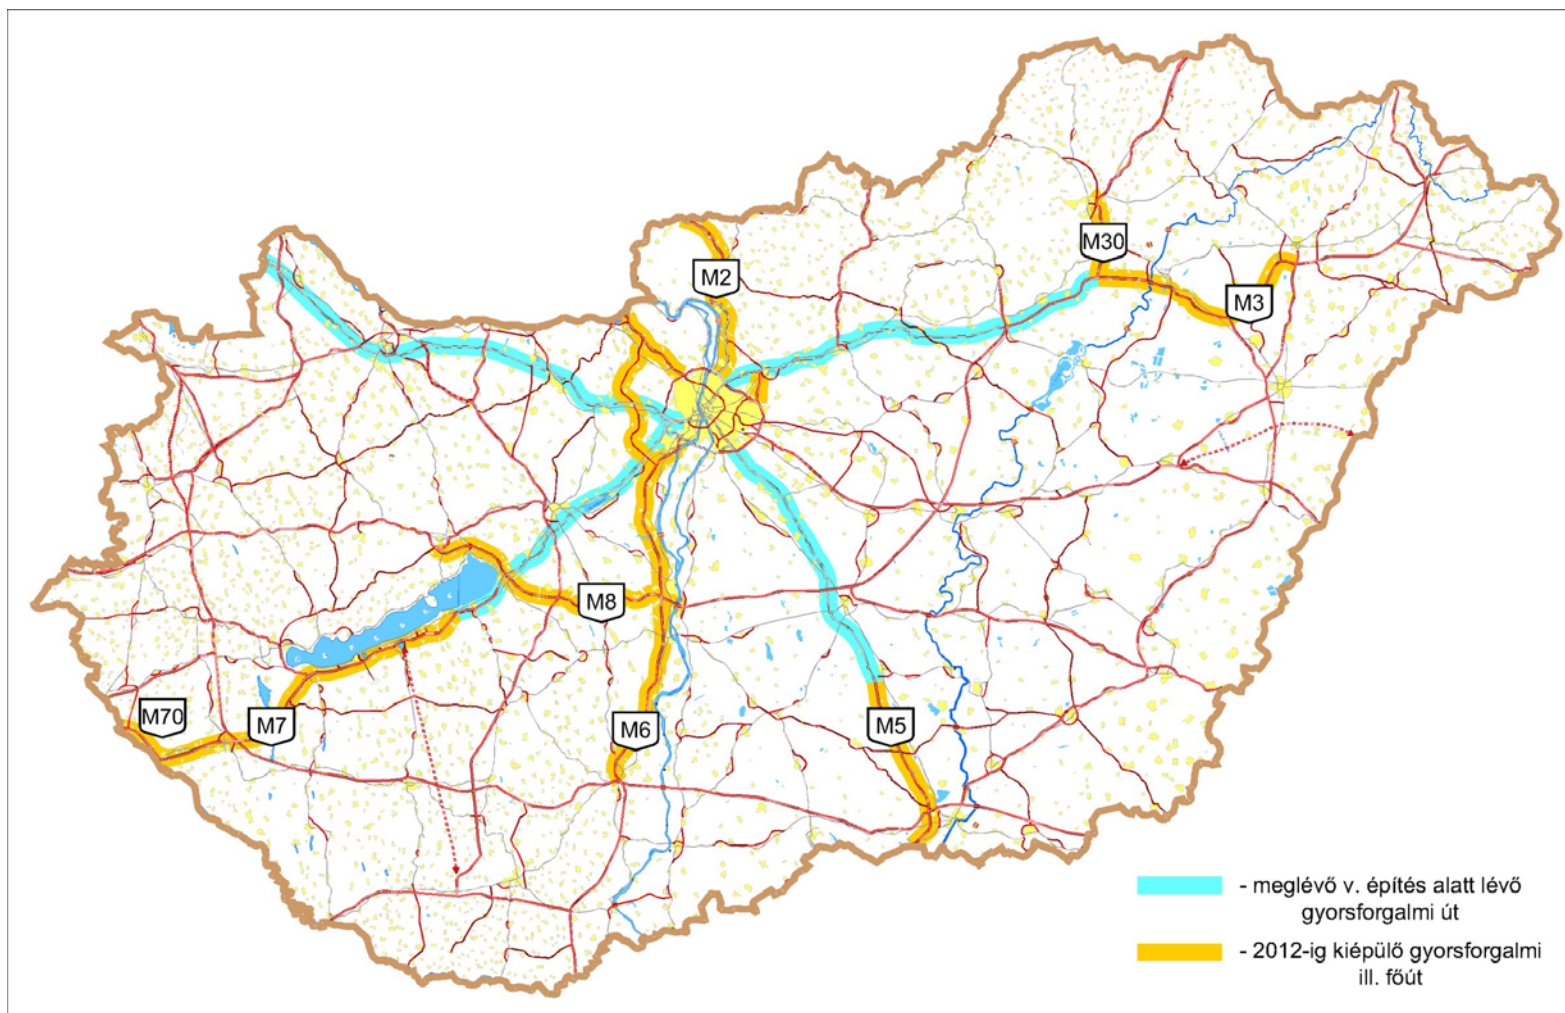 M2
M30
M3
M8
M70
M7
M6
M5
- meglévő v. építés alatt lévő
gyorsforgalmi út
- 2012-ig kiépülő gyorsforgalmi
ill. főút